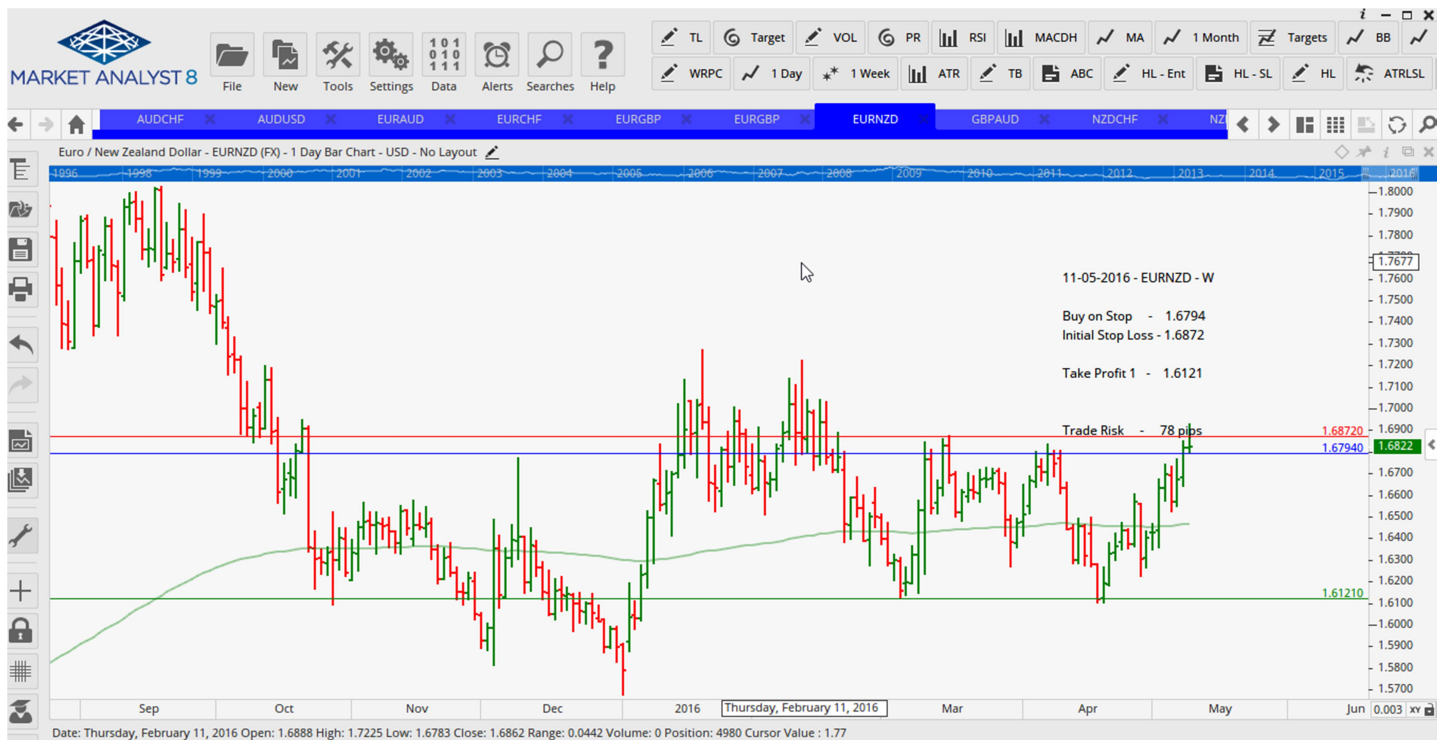 i
MARKET ANALYST 8
File New Tools Settings Data Alerts Searches Help
101
010
111
TL Target VOL PR RSI MACDH MA 1 Month Targets BB
WRPC 1 Day 1 Week ATR TB ABC HL - Ent HL - SL HL ATRLSL
AUDCHF AUDUSD EURAUD EURCHF EURGBP EURGBP EURNZD GBPAUD NZDCHF
Euro / New Zealand Dollar - EURNZD (FX) - 1 Day Bar Chart - USD - No Layout
1996 1998 1999 2000 2001 2002 2003 2004 2005 2006 2007 2008 2009 2010 2011 2012 2013 2014 2015 2016
1.8000
1.7900
1.7800
1.7677
1.7600
1.7500
1.7400
1.7300
1.7200
1.7100
1.7000
1.6900
1.6822
1.6700
1.6600
1.6500
1.6400
1.6300
1.6200
1.6100
1.6000
1.5900
1.5800
1.5700
11-05-2016 - EURNZD - W
Buy on Stop - 1.6794
Initial Stop Loss - 1.6872
Take Profit 1 - 1.6121
Trade Risk - 78 pips
1.68720
1.67940
1.61210
Sep Oct Nov Dec 2016 Thursday, February 11, 2016 Mar Apr May Jun 0.003 XY
Date: Thursday, February 11, 2016 Open: 1.6888 High: 1.7225 Low: 1.6783 Close: 1.6862 Range: 0.0442 Volume: 0 Position: 4980 Cursor Value : 1.77